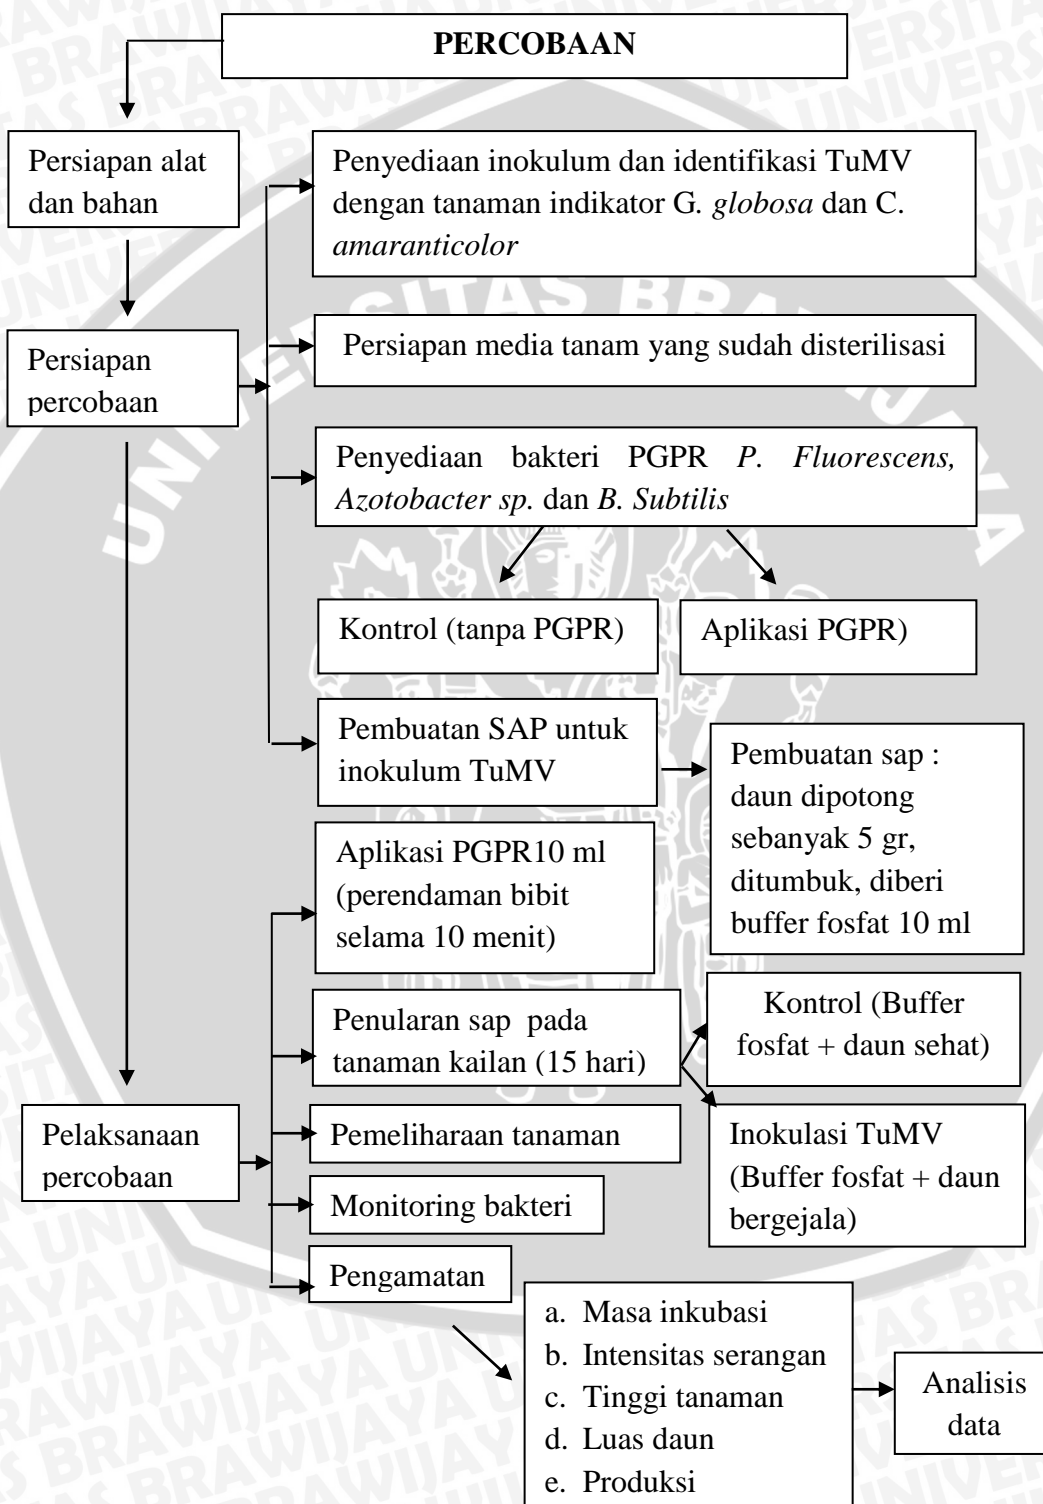 PERCOBAAN
Persiapan alat
dan bahan
Penyediaan inokulum dan identifikasi TuMV
dengan tanaman indikator G. globosa dan C.
amaranticolor
Persiapan
percobaan
Persiapan media tanam yang sudah disterilisasi
Penyediaan bakteri PGPR P. Fluorescens,
Azotobacter sp. dan B. Subtilis
Kontrol (tanpa PGPR)
Aplikasi PGPR)
Pembuatan SAP untuk
inokulum TuMV
Pembuatan sap :
daun dipotong
sebanyak 5 gr,
ditumbuk, diberi
buffer fosfat 10 ml
Aplikasi PGPR10 ml
(perendaman bibit
selama 10 menit)
Penularan sap  pada
tanaman kailan (15 hari)
Kontrol (Buffer
fosfat + daun sehat)
Inokulasi TuMV
(Buffer fosfat + daun
bergejala)
Pelaksanaan
percobaan
Pemeliharaan tanaman
Monitoring bakteri
Pengamatan
a. Masa inkubasi
b. Intensitas serangan
c. Tinggi tanaman
d. Luas daun
e. Produksi
Analisis
data
UNIVERSITAS BRAWIJAYA